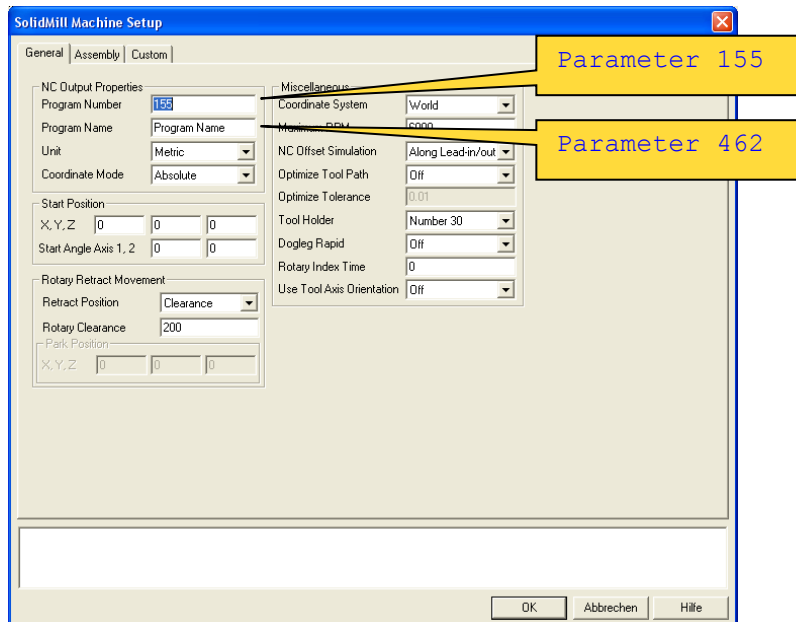 SolidMill Machine Setup
General Assembly Custom
NC Output Properties
Program Number 155
Program Name Program Name
Unit Metric
Coordinate Mode Absolute
Start Position
X,Y,Z 0 0 0
Start Angle Axis 1, 2 0 0
Rotary Retract Movement
Retract Position Clearance
Rotary Clearance 200
Park Position
X,Y,Z 0 0 0
Miscellaneous
Coordinate System World
Maximum RPM
NC Offset Simulation Along Lead-in/out
Optimize Tool Path Off
Optimize Tolerance 0.01
Tool Holder Number 30
Dogleg Rapid Off
Rotary Index Time 0
Use Tool Axis Orientation Off
Parameter 155
Parameter 462
OK Abbrechen Hilfe